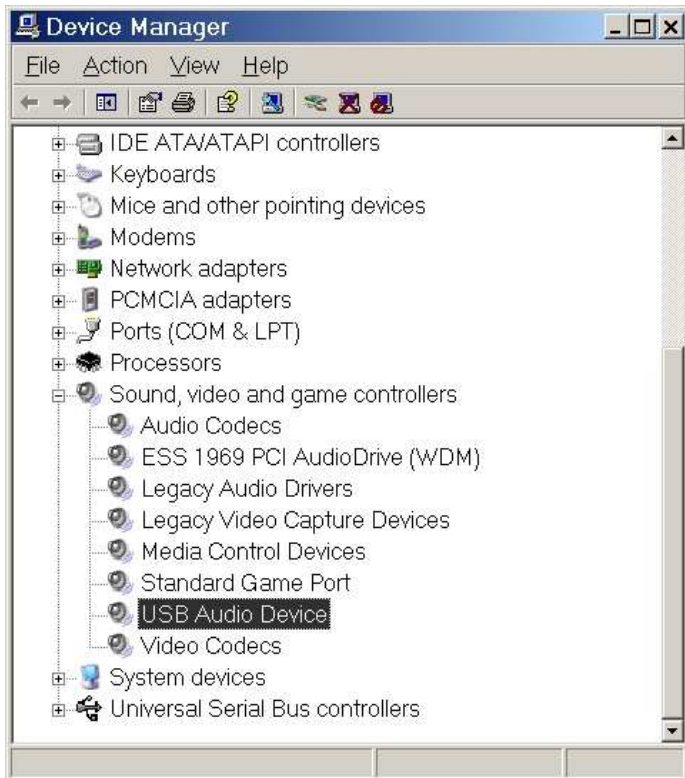 Device Manager
File Action View Help
IDE ATA/ATAPI controllers
Keyboards
Mice and other pointing devices
Modems
Network adapters
PCMCIA adapters
Ports (COM & LPT)
Processors
Sound, video and game controllers
Audio Codecs
ESS 1969 PCI AudioDrive (WDM)
Legacy Audio Drivers
Legacy Video Capture Devices
Media Control Devices
Standard Game Port
USB Audio Device
Video Codecs
System devices
Universal Serial Bus controllers